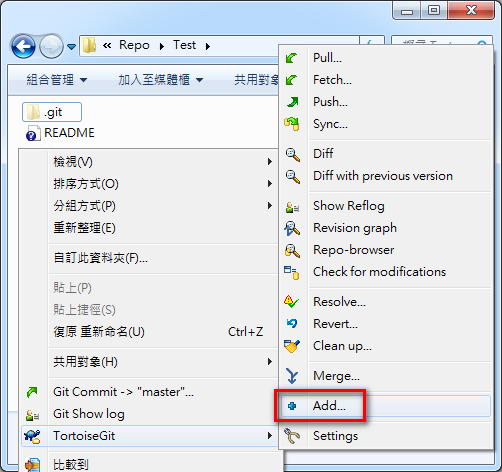 « Repo ▸ Test ▸
組合管理 ▼ 加入至媒體櫃 ▼ 共用對象
.git
README
檢視(V)
排序方式(O)
分組方式(P)
重新整理(E)
自訂此資料夾(F)...
貼上(P)
貼上捷徑(S)
復原 重新命名(U) Ctrl+Z
共用對象(H)
Git Commit -> "master"...
Git Show log
TortoiseGit
比較到
Pull...
Fetch...
Push...
Sync...
Diff
Diff with previous version
Show Reflog
Revision graph
Repo-browser
Check for modifications
Resolve...
Revert...
Clean up...
Merge...
Add...
Settings